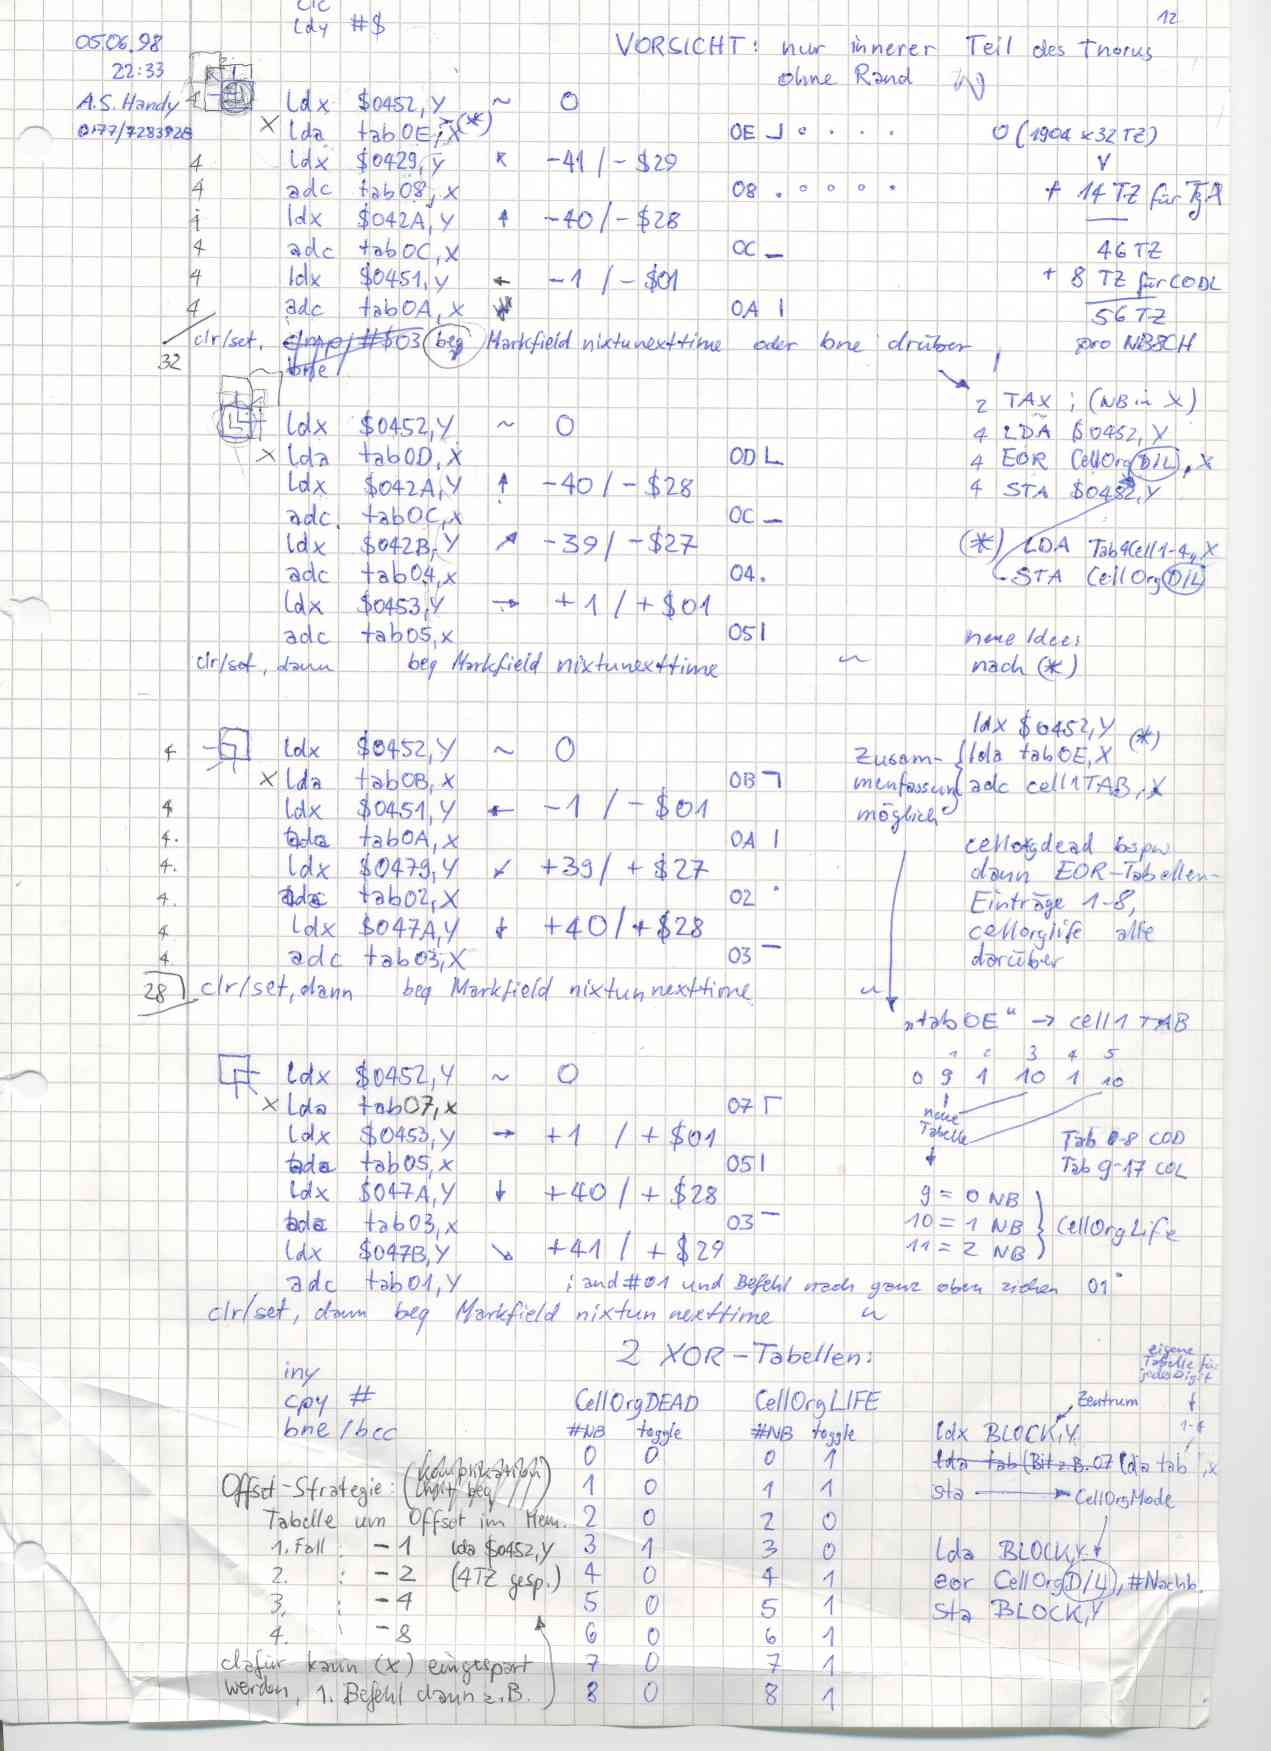 clc
ldy #$
12
05.06.98
22:33
A.S. Handy
0177/7283928
VORSICHT: nur innerer Teil des Thorus
ohne Rand
4 ldx $0452,Y ~ 0
X lda tab0E,X (*) 0E
0 (1904 x 32 TZ)
4 ldx $0429,Y ↖ -41 / -$29
4 adc tab08,X 08
+ 14 TZ für
4 ldx $042A,Y ↑ -40 / -$28
4 adc tab0C,X 0C _
46 TZ
4 ldx $0451,Y ← -1 / -$01
+ 8 TZ für CODL
4 adc tab0A,X 0A |
56 TZ
32
clr/set, cmp #$03 beq Markfield nixtunexttime oder bne drüber
bne
pro NBSCH
ldx $0452,Y ~ 0
X lda tab0D,X 0D L
ldx $042A,Y ↑ -40 / -$28
adc tab0C,X 0C _
ldx $042B,Y ↗ -39 / -$27
adc tab04,X 04 .
ldx $0453,Y → +1 / +$01
adc tab05,X 05 |
clr/set, dann beq Markfield nixtunexttime ~
2 TAX ; (NB in X)
4 LDA $0452,Y
4 EOR CellOrg D/L, X
4 STA $0452,Y
(*) LDA Tab4Cell1-4, X
STA CellOrg D/L
neue Idee:
nach (*)
ldx $0452,Y (*)
lda tab0E,X
adc cell1TAB,X
Zusam-
menfassung
möglich
4 ldx $0452,Y ~ 0
X lda tab0B,X 0B ¬
4 ldx $0451,Y ← -1 / -$01
4. adc tab0A,X 0A |
4. ldx $0479,Y ↙ +39 / +$27
4. adc tab02,X 02 ˙
4. ldx $047A,Y ↓ +40 / +$28
4. adc tab03,X 03 ¯
28 clr/set, dann beq Markfield nixtunnexttime ~
cellorgdead bspw.
dann EOR-Tabellen-
Einträge 1-8,
cellorglife alle
darüber
„tab0E“ → cell1TAB
1 2 3 4 5
0 9 1 10 1 10
neue
Tabelle
Tab 0-8 COD
Tab 9-17 COL
9 = 0 NB
10 = 1 NB
11 = 2 NB
CellOrgLife
ldx $0452,Y ~ 0
X lda tab07,X 07 Γ
ldx $0453,Y → +1 / +$01
adc tab05,X 05 |
ldx $047A,Y ↓ +40 / +$28
adc tab03,X 03 ¯
ldx $047B,Y ↘ +41 / +$29
adc tab01,Y ; and #01 und Befehl nach ganz oben ziehen 01 ˙
clr/set, dann beq Markfield nixtun nexttime ~
2 XOR-Tabellen:
iny
cpy #
bne/bcc
CellOrgDEAD CellOrgLIFE
#NB toggle #NB toggle
0 0 0 1
1 0 1 1
2 0 2 0
3 1 3 0
4 0 4 1
5 0 5 1
6 0 6 1
7 0 7 1
8 0 8 1
Offset-Strategie: (Komplikation mit beq)
Tabelle um Offset im Mem.
1. Fall : -1 lda $0452,Y
2. : -2 (4TZ gesp.)
3. : -4
4. : -8
dafür kann (X) eingespart
werden, 1. Befehl dann z.B.
eigene
Tabelle für
jedes Digit
1-4
Zentrum
ldx BLOCK,Y
lda tab (Bit z.B. 07 lda tab ,X
sta → CellOrgMode
lda BLOCK,Y
eor CellOrg D/L, #Nachb.
sta BLOCK,Y